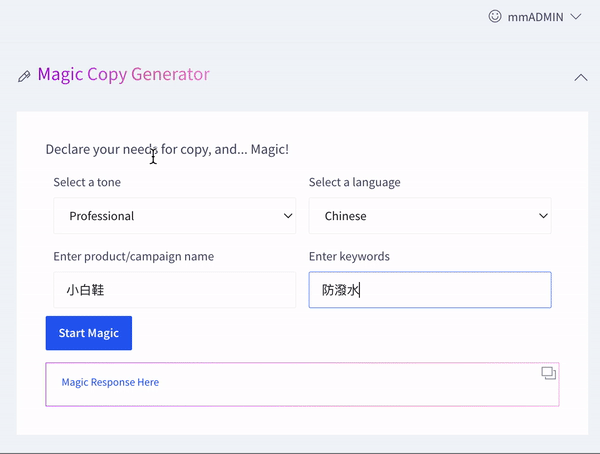 mmADMIN
Magic Copy Generator
Declare your needs for copy, and... Magic!
Select a tone
Select a language
Professional
Chinese
Enter product/campaign name
Enter keywords
小白鞋
防潑水
Start Magic
Magic Response Here